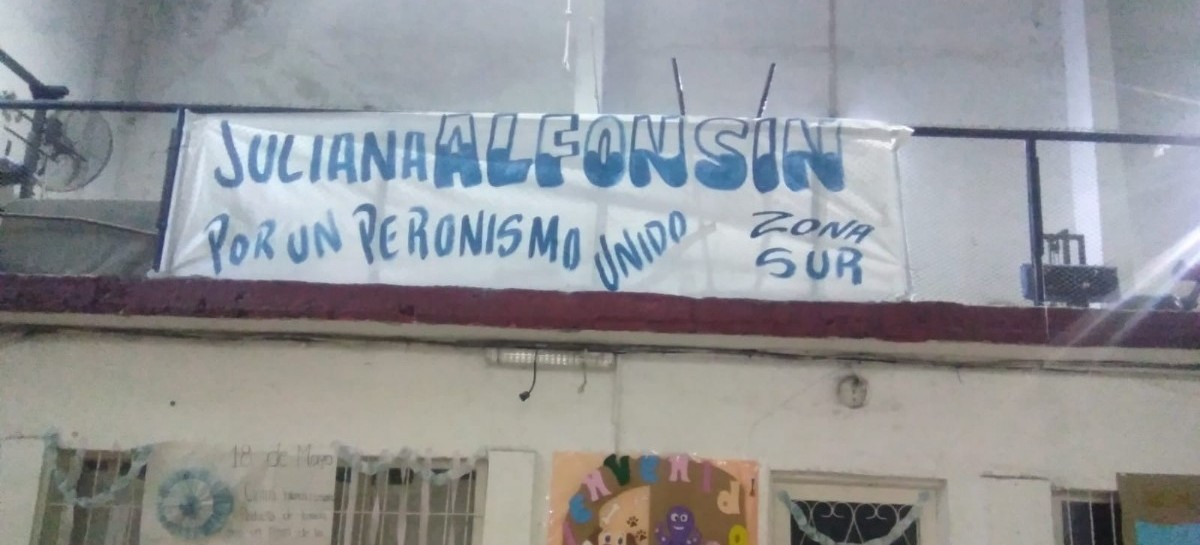 JULIANA ALFONSIN
POR UN PERONISMO UNIDO
ZONA
SUR
18 de Mayo